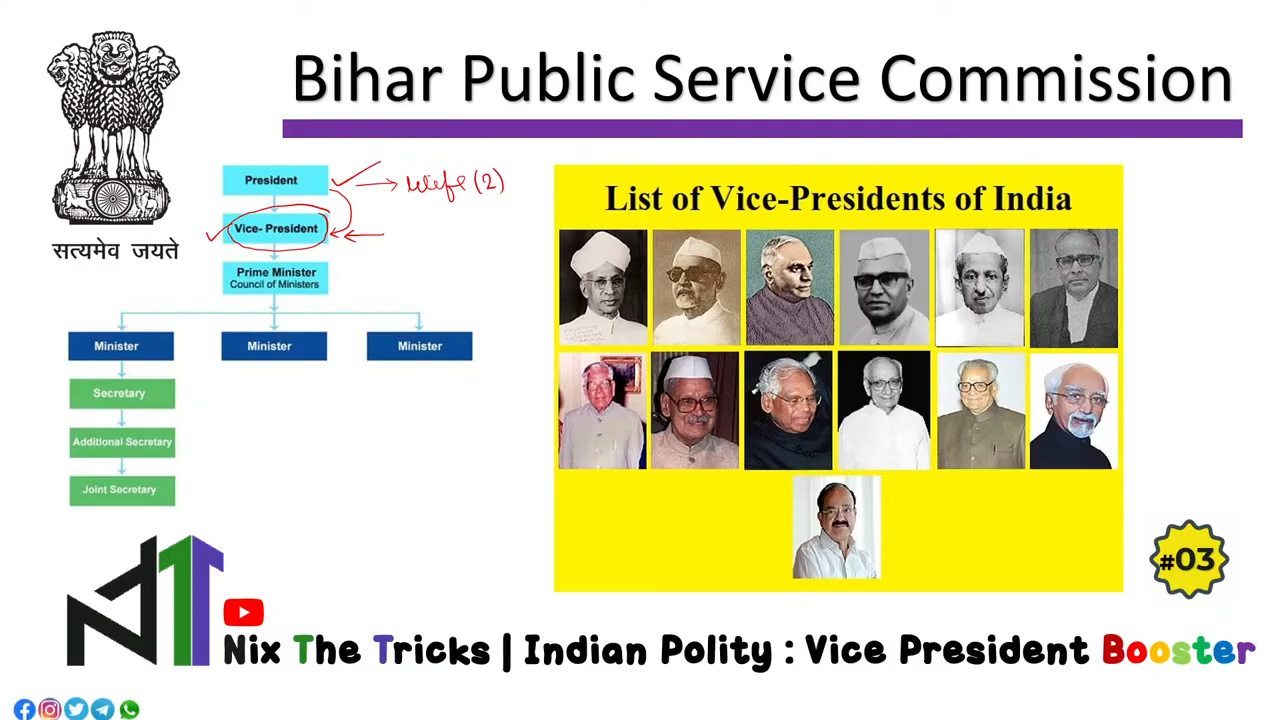 Bihar Public Service Commission
सत्यमेव जयते
President
(2)
Vice- President
Prime Minister
Council of Ministers
Minister
Minister
Minister
Secretary
Additional Secretary
Joint Secretary
List of Vice-Presidents of India
#03
Nix The Tricks | Indian Polity : Vice President Booster